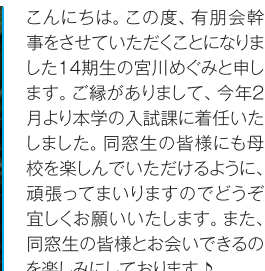 こんにちは。この度、有朋会幹
事をさせていただくことになりま
した14期生の宮川めぐみと申し
ます。ご縁がありまして、今年2
月より本学の入試課に着任いた
しました。同窓生の皆様にも母
校を楽しんでいただけるように、
頑張ってまいりますのでどうぞ
宜しくお願いいたします。また、
同窓生の皆様とお会いできるの
を楽しみにしております♪